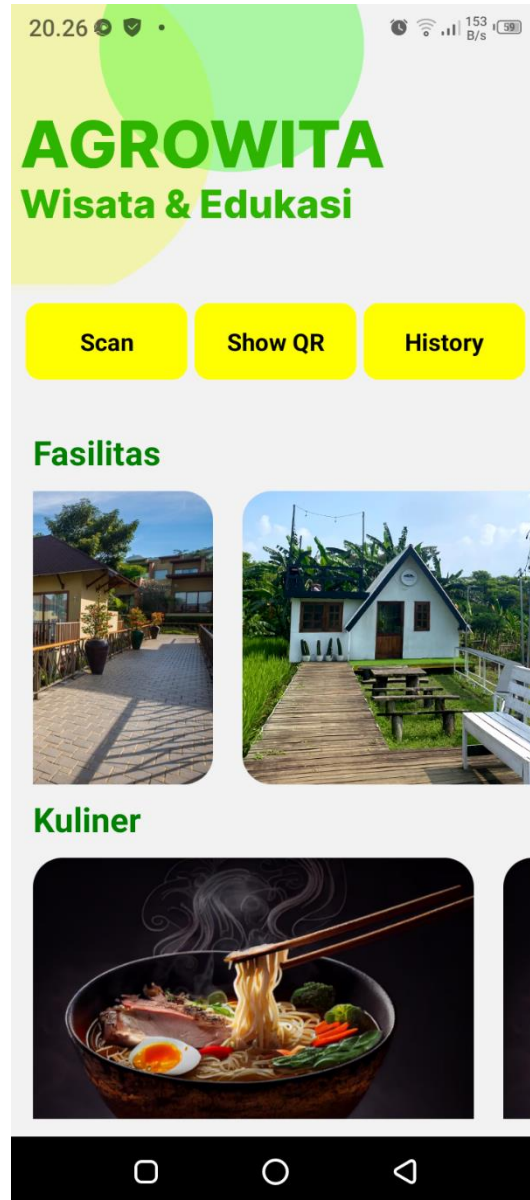 20.26
153
B/s
59
AGROWITA
Wisata & Edukasi
Scan
Show QR
History
Fasilitas
Kuliner